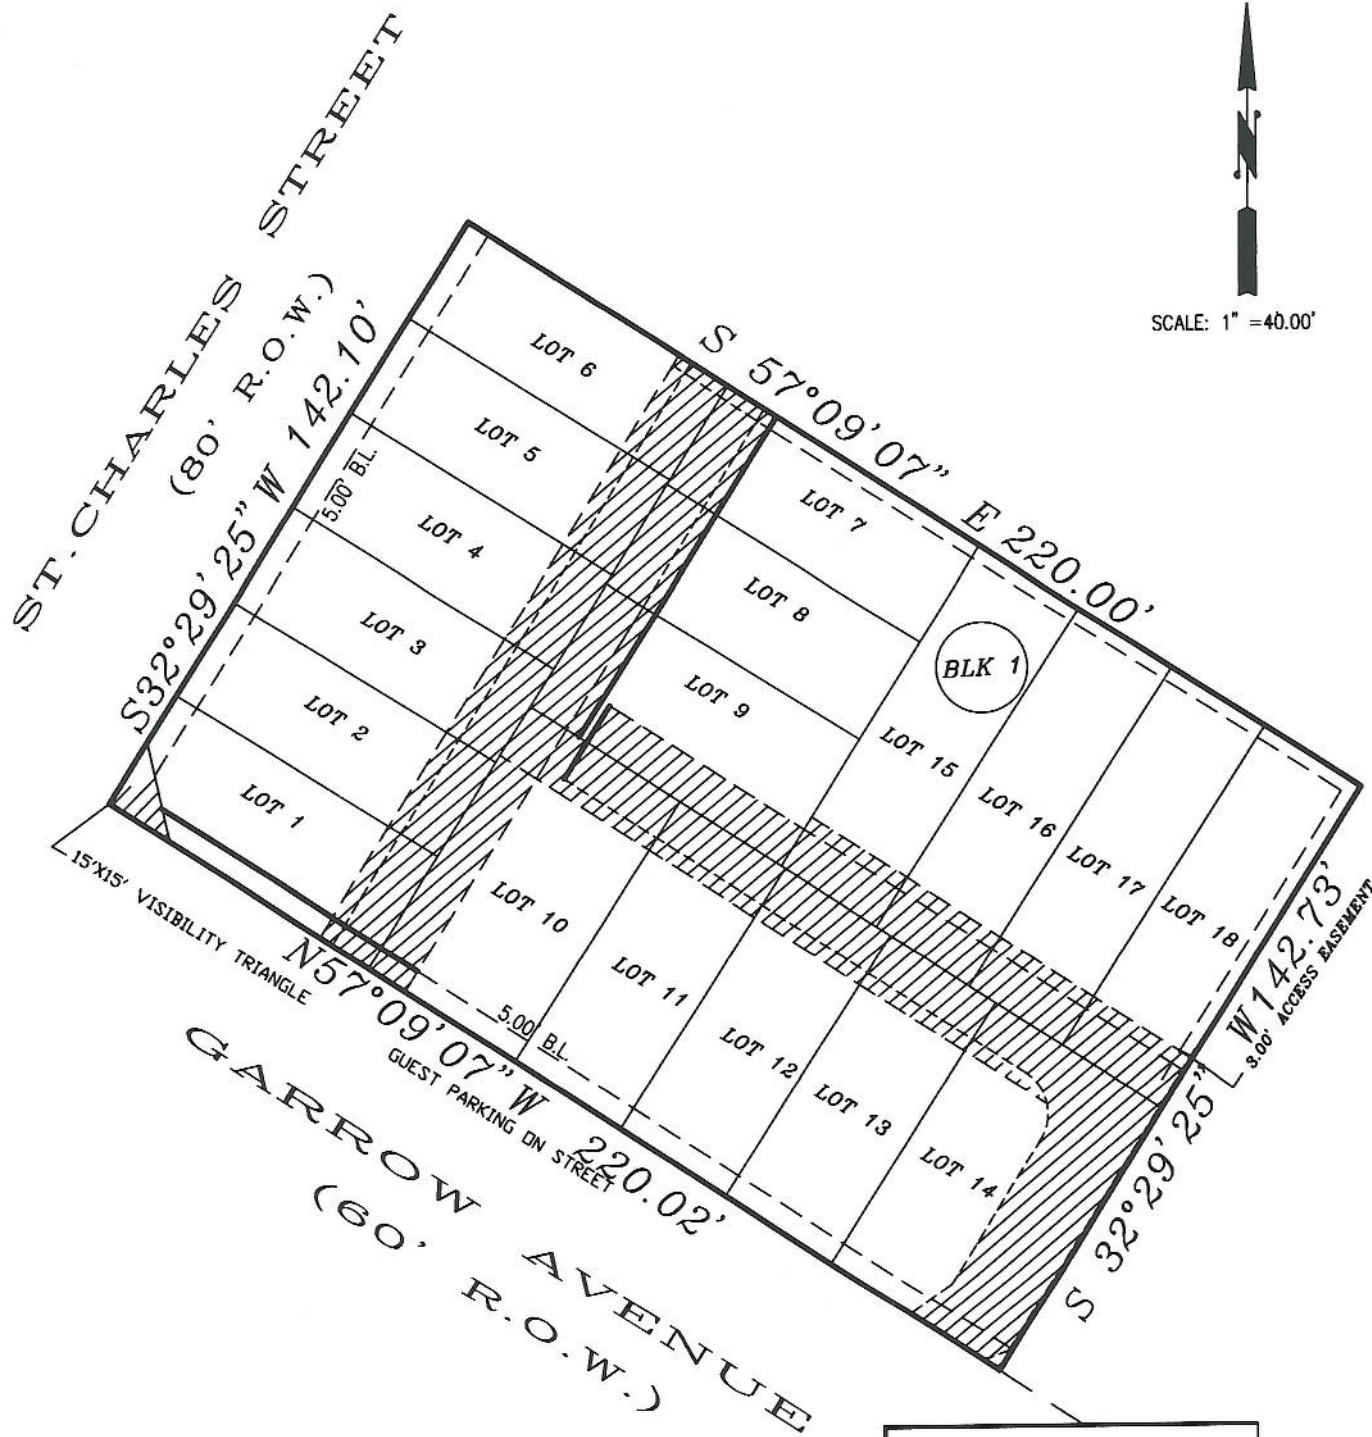 ST.CHARLES STREET
(80' R.O.W.)
S32°29'25" W 142.10'
SCALE: 1" =40.00'
S 57°09'07" E 220.00'
LOT 6
LOT 5
5.00' B.L.
LOT 4
LOT 3
LOT 2
LOT 1
LOT 7
LOT 8
LOT 9
BLK 1
LOT 15
LOT 16
LOT 17
LOT 18
LOT 10
LOT 11
LOT 12
LOT 13
LOT 14
5.00' B.L.
15'X15' VISIBILITY TRIANGLE
N57°09'07" W 220.02'
GUEST PARKING ON STREET
GARROW AVENUE
(60' R.O.W.)
S 32°29'25" W 142.73'
3.00' ACCESS EASEMENT